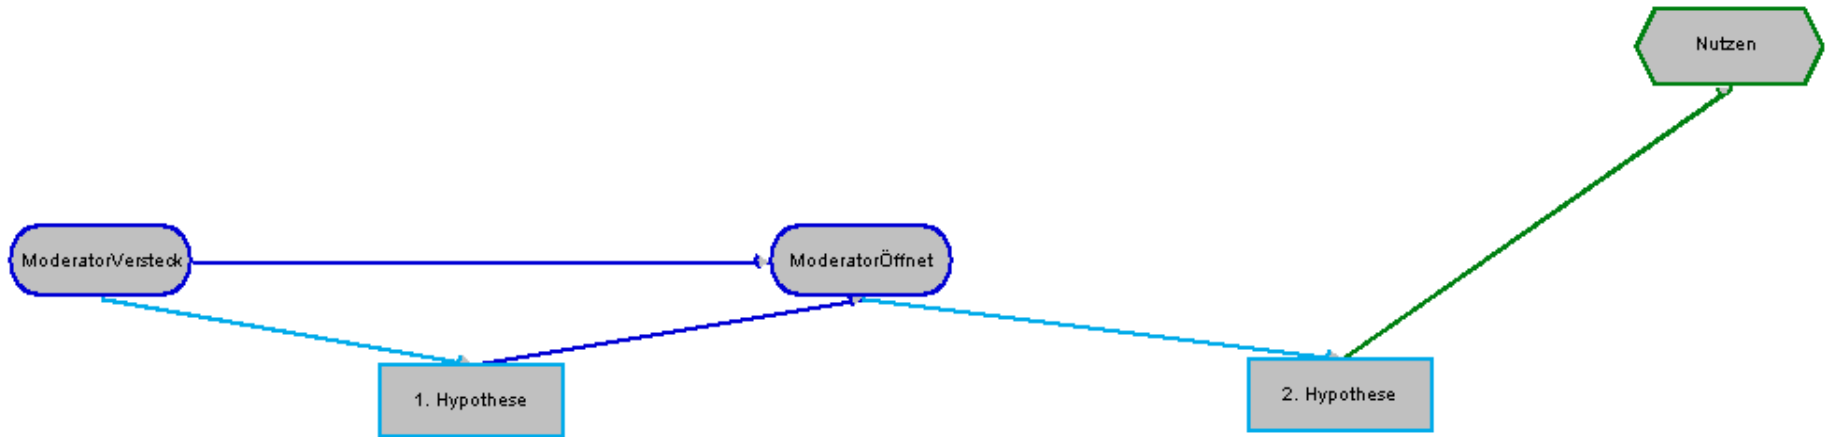 Nutzen
ModeratorVersteck
ModeratorÖffnet
1. Hypothese
2. Hypothese